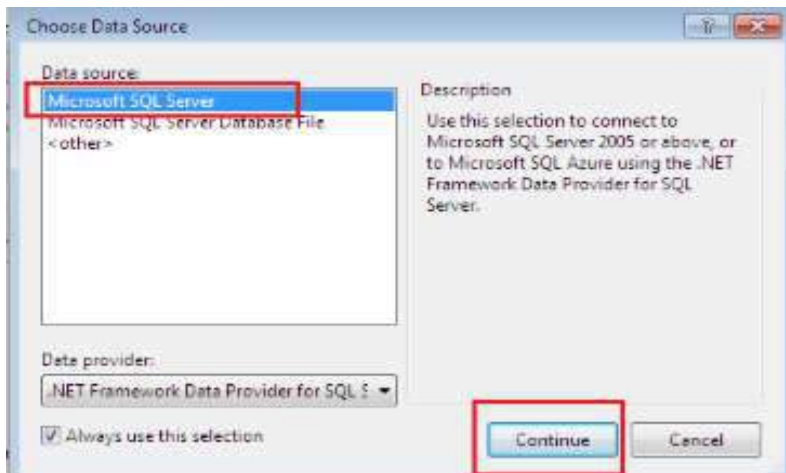 Choose Data Source
Data source:
Microsoft SQL Server
Microsoft SQL Server Database File
<other>
Description
Use this selection to connect to
Microsoft SQL Server 2005 or above, or
to Microsoft SQL Azure using the .NET
Framework Data Provider for SQL
Server.
Data provider:
.NET Framework Data Provider for SQL S
Always use this selection
Continue
Cancel